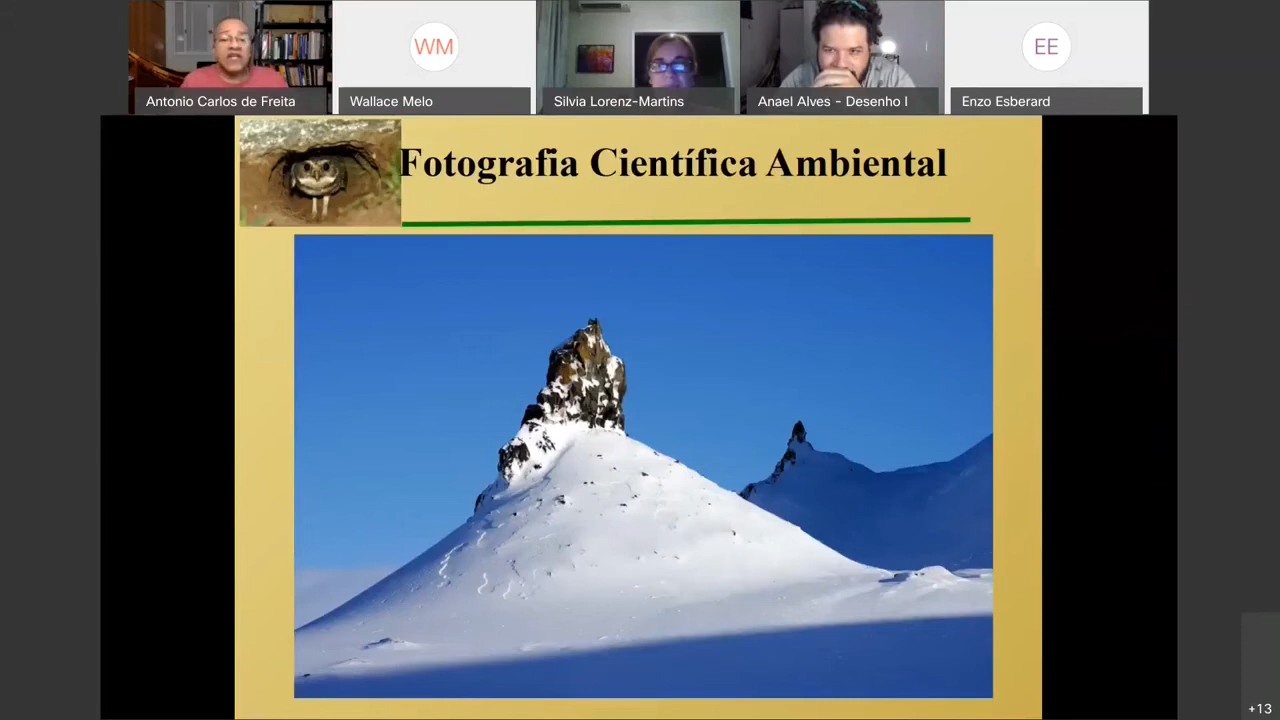 WM
EE
Antonio Carlos de Freita
Wallace Melo
Silvia Lorenz-Martins
Anael Alves - Desenho I
Enzo Esberard
Fotografia Científica Ambiental
+13